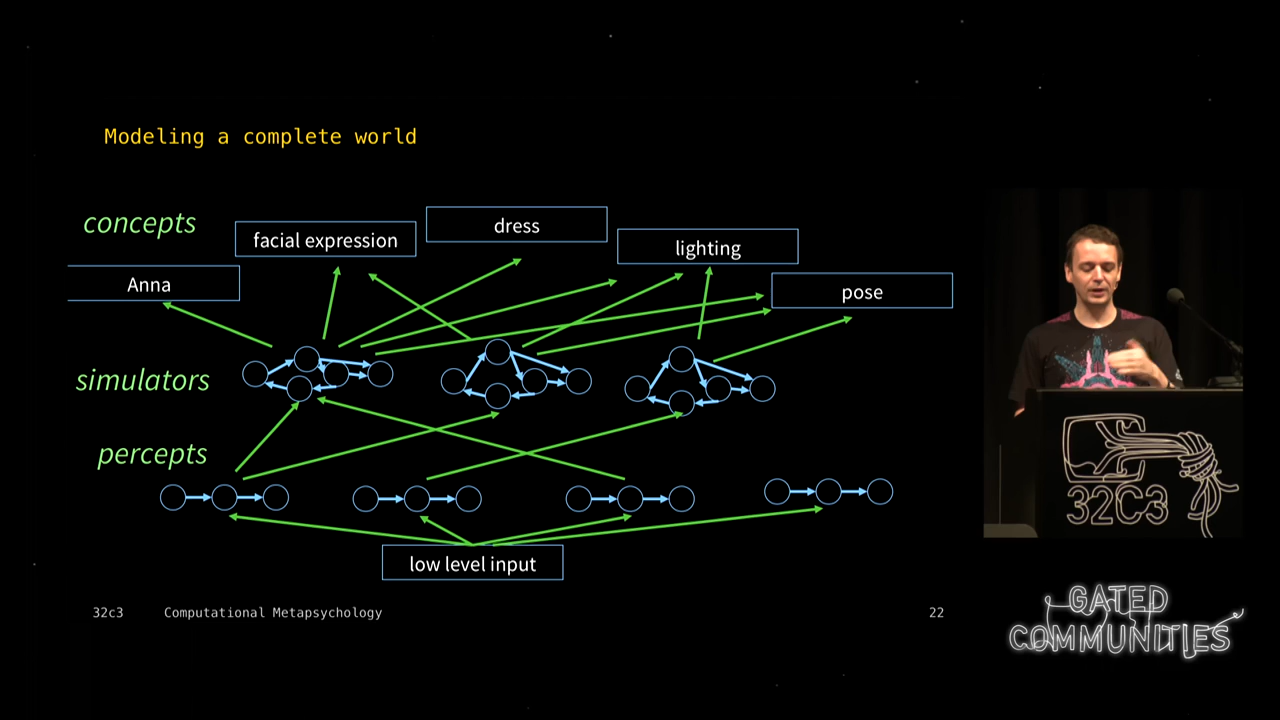 Modeling a complete world
concepts
dress
facial expression
lighting
Anna
pose
simulators
percepts
low level input
32c3 Computational Metapsychology 22
32C3
GATED
COMMUNITIES